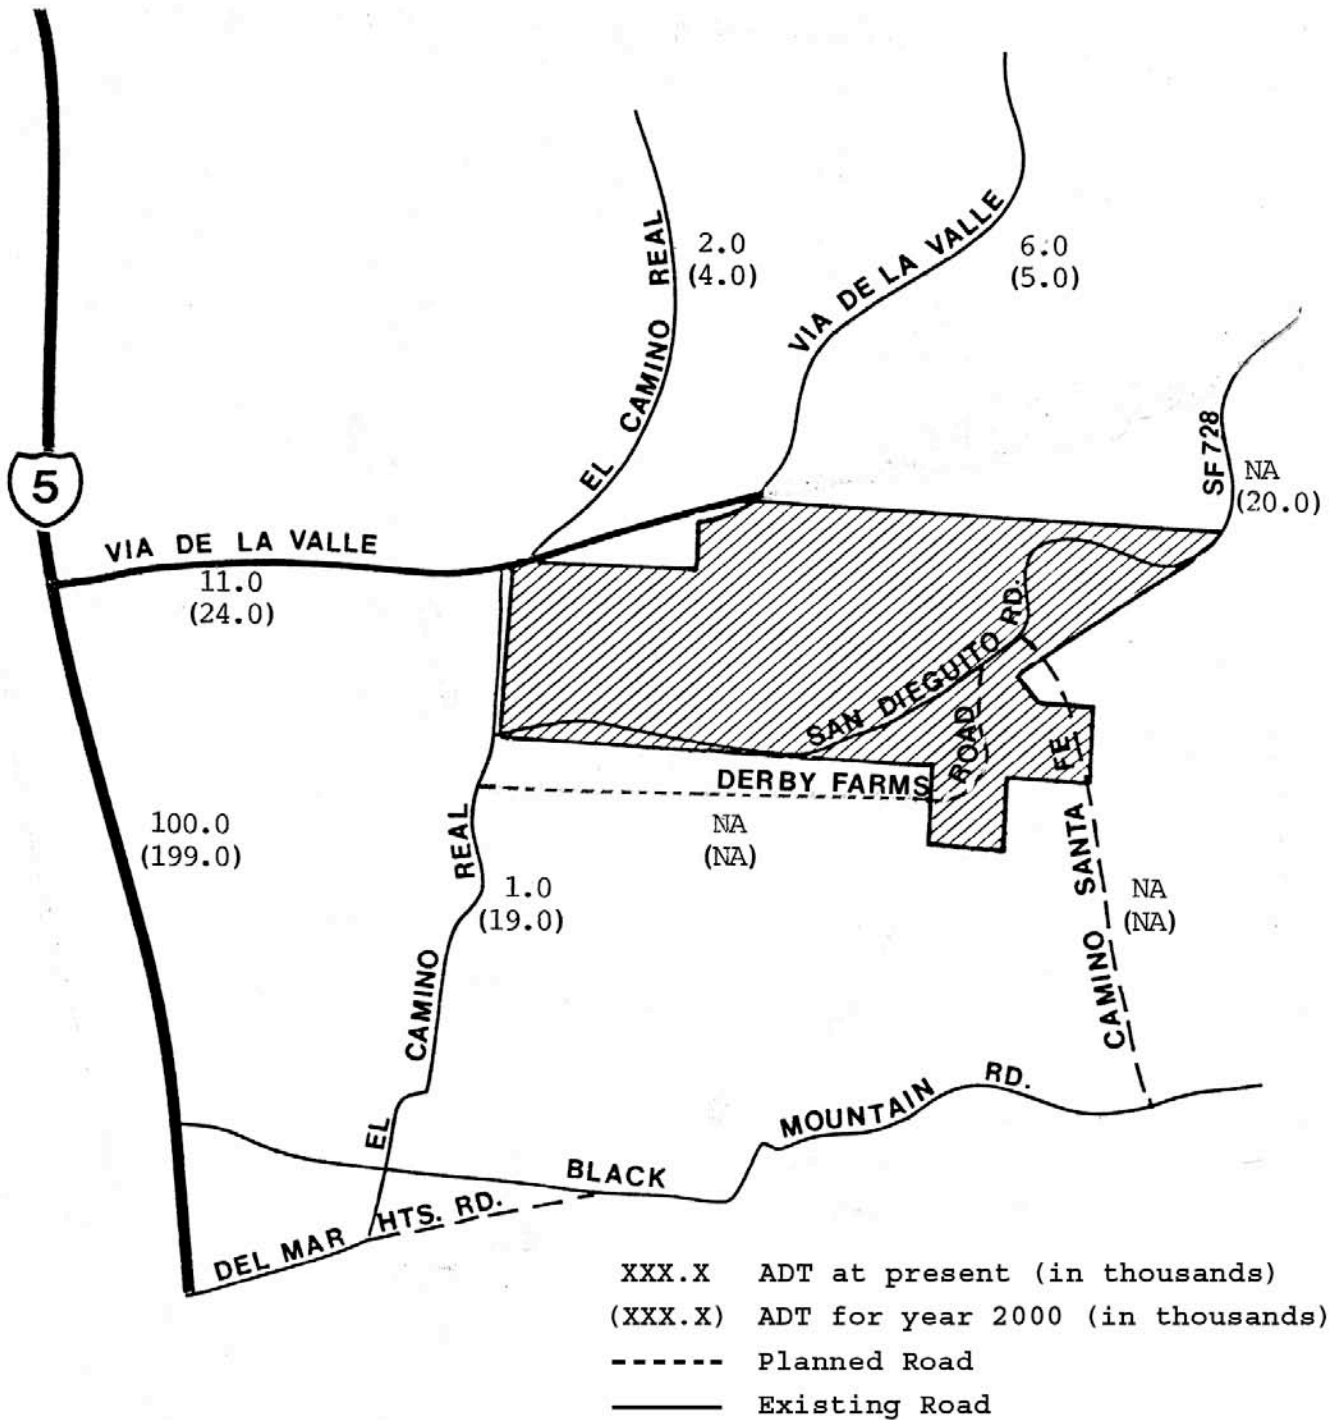 EL CAMINO REAL
2.0
(4.0)
VIA DE LA VALLE
6.0
(5.0)
SF 728
NA
(20.0)
5
VIA DE LA VALLE
11.0
(24.0)
SAN DIEGUITO RD.
DERBY FARMS ROAD
NA
(NA)
CAMINO SANTA FE
NA
(NA)
100.0
(199.0)
EL CAMINO REAL
1.0
(19.0)
BLACK MOUNTAIN RD.
DEL MAR HTS. RD.
XXX.X ADT at present (in thousands)
(XXX.X) ADT for year 2000 (in thousands)
Planned Road
Existing Road